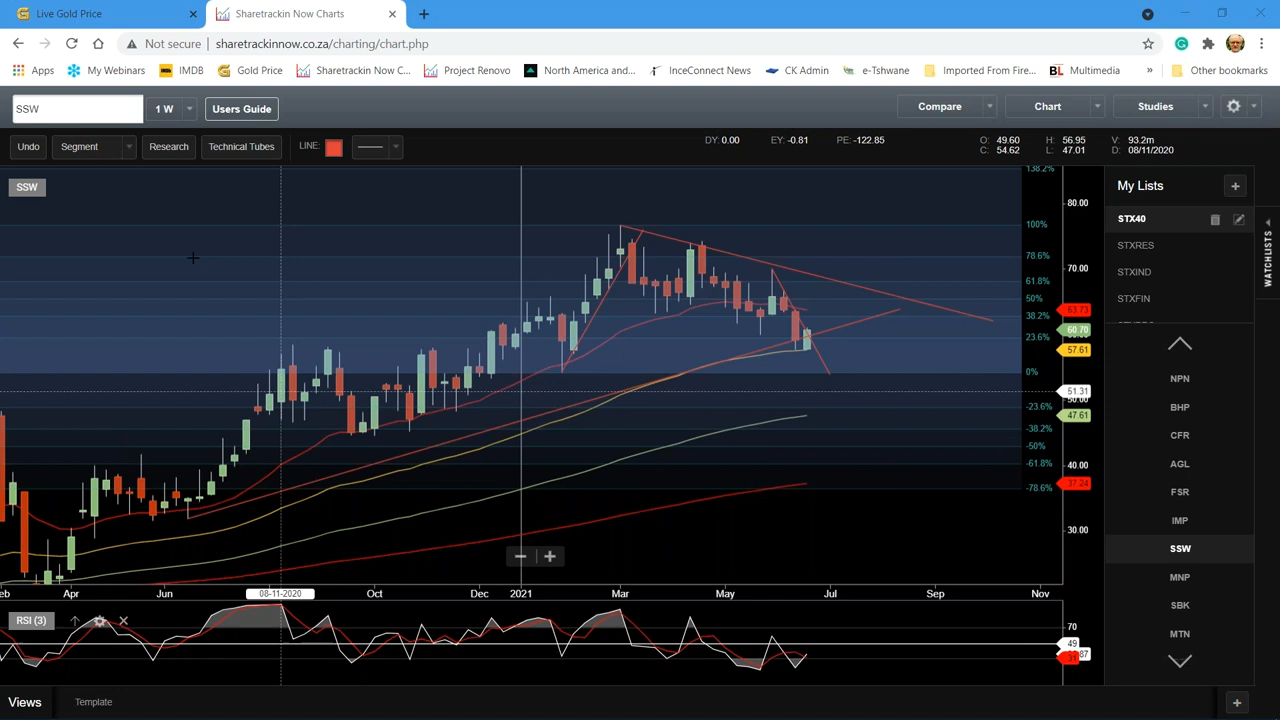 Live Gold Price
Sharetrackin Now Charts
Not secure | sharetrackinnow.co.za/charting/chart.php
Apps My Webinars IMDB Gold Price Sharetrackin Now C... Project Renova North America and... InceConnect News CK Admin e-Tshwane Imported From Fire... Multimedia » Other bookmarks
SSW 1 W Users Guide Compare Chart Studies
Undo Segment Research Technical Tubes LINE: DY: 0.00 EY: -0.81 PE: -122.85 O: 49.60 H: 56.95 V: 93.2m
C: 54.62 L: 47.01 D: 08/11/2020
SSW
138.2%
100%
78.6%
61.8%
50%
38.2%
23.6%
0%
-23.6%
-38.2%
-50%
-61.8%
-78.6%
80.00
70.00
63.73
60.70
57.61
51.31
47.61
40.00
37.24
30.00
Apr Jun 08-11-2020 Oct Dec 2021 Mar May Jul Sep Nov
RSI (3)
70
49
31
My Lists
STX40
STXRES
STXIND
STXFIN
WATCHLISTS
NPN
BHP
CFR
AGL
FSR
IMP
SSW
MNP
SBK
MTN
Views Template